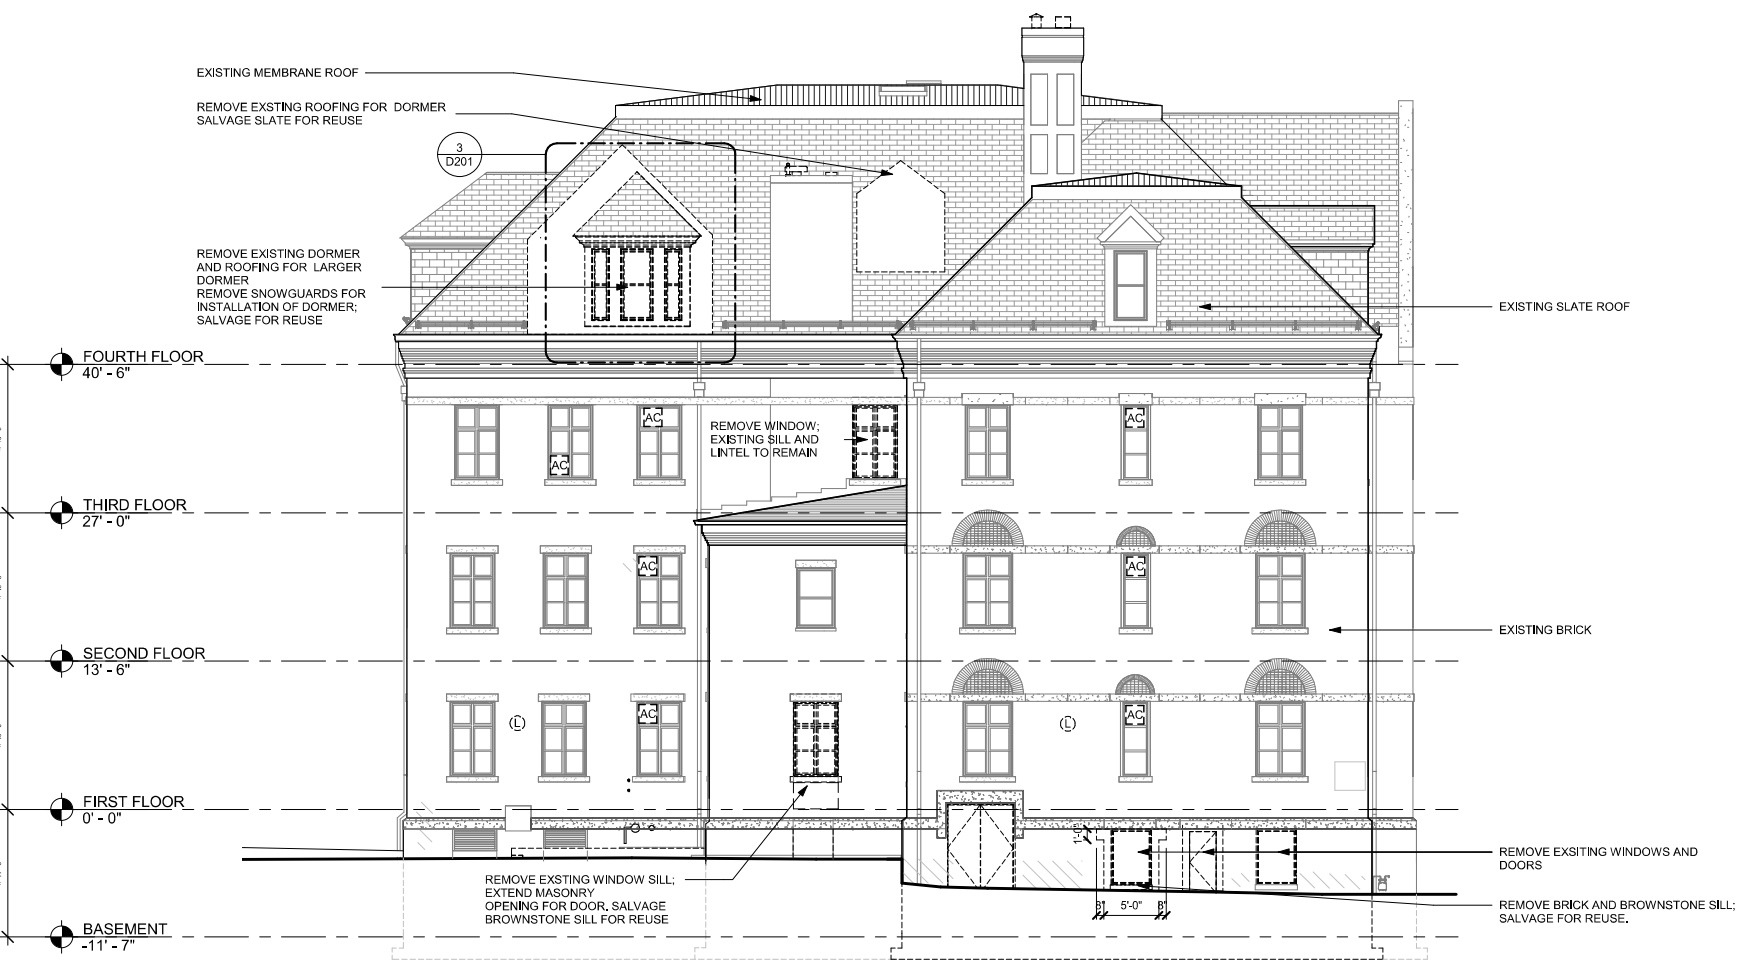 EXISTING MEMBRANE ROOF
REMOVE EXSTING ROOFING FOR DORMER
SALVAGE SLATE FOR REUSE
3
D201
REMOVE EXISTING DORMER
AND ROOFING FOR LARGER
DORMER
REMOVE SNOWGUARDS FOR
INSTALLATION OF DORMER;
SALVAGE FOR REUSE
EXISTING SLATE ROOF
FOURTH FLOOR
40' - 6"
AC
AC
AC
REMOVE WINDOW;
EXISTING SILL AND
LINTEL TO REMAIN
THIRD FLOOR
27' - 0"
AC
AC
EXISTING BRICK
SECOND FLOOR
13' - 6"
AC
AC
L
L
FIRST FLOOR
0' - 0"
1'-0"
REMOVE EXSITING WINDOWS AND
DOORS
REMOVE EXSTING WINDOW SILL;
EXTEND MASONRY
OPENING FOR DOOR. SALVAGE
BROWNSTONE SILL FOR REUSE
8"
5'-0"
8"
REMOVE BRICK AND BROWNSTONE SILL;
SALVAGE FOR REUSE.
BASEMENT
-11' - 7"